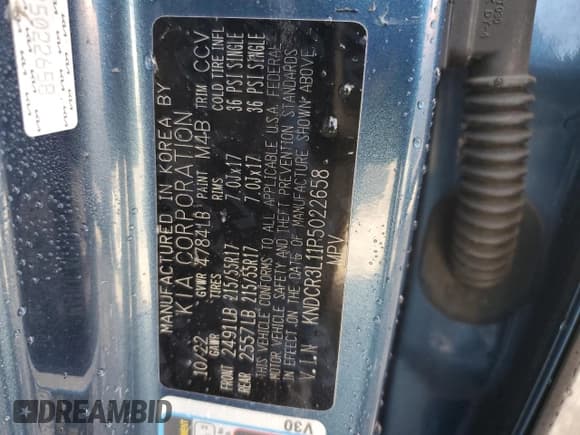 MANUFACTURED IN KOREA BY
KIA CORPORATION
10/22 GVWR 4784LB PAINT M4B TRIM CCV
GAWR TIRES RIMS COLD TIRE INFL
FRONT 2491LB 215/55R17 7.0JX17 36 PSI SINGLE
REAR 2557LB 215/55R17 7.0JX17 36 PSI SINGLE
THIS VEHICLE CONFORMS TO ALL APPLICABLE U.S.A. FEDERAL
MOTOR VEHICLE SAFETY AND THEFT PREVENTION STANDARDS
IN EFFECT ON THE DATE OF MANUFACTURE SHOWN ABOVE.
V.I.N KNDCR3L11P5022658
MPV
V30
P5022658
DREAMBID